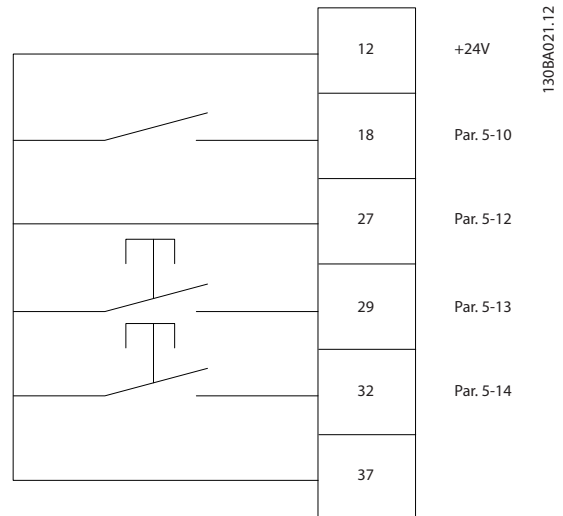 12 +24V
18 Par. 5-10
27 Par. 5-12
29 Par. 5-13
32 Par. 5-14
37
130BA021.12